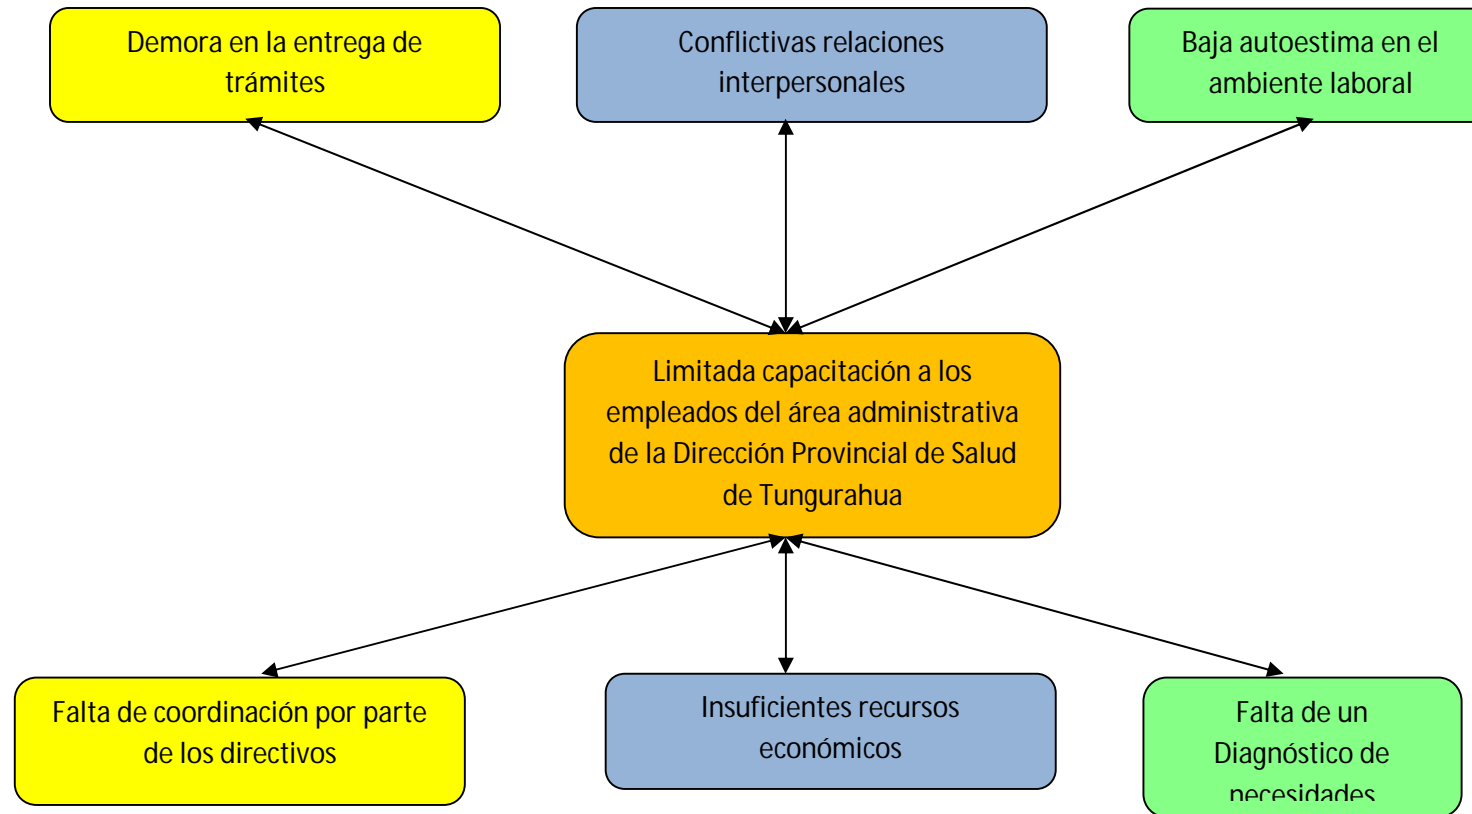 Demora en la entrega de
trámites
Conflictivas relaciones
interpersonales
Baja autoestima en el
ambiente laboral
Limitada capacitación a los
empleados del área administrativa
de la Dirección Provincial de Salud
de Tungurahua
Falta de coordinación por parte
de los directivos
Insuficientes recursos
económicos
Falta de un
Diagnóstico de
necesidades